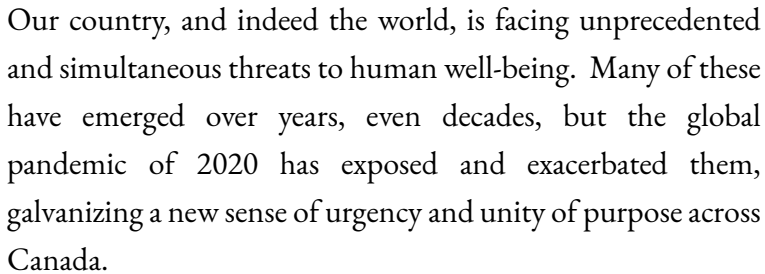 Our country, and indeed the world, is facing unprecedented
and simultaneous threats to human well-being. Many of these
have emerged over years, even decades, but the global
pandemic of 2020 has exposed and exacerbated them,
galvanizing a new sense of urgency and unity of purpose across
Canada.